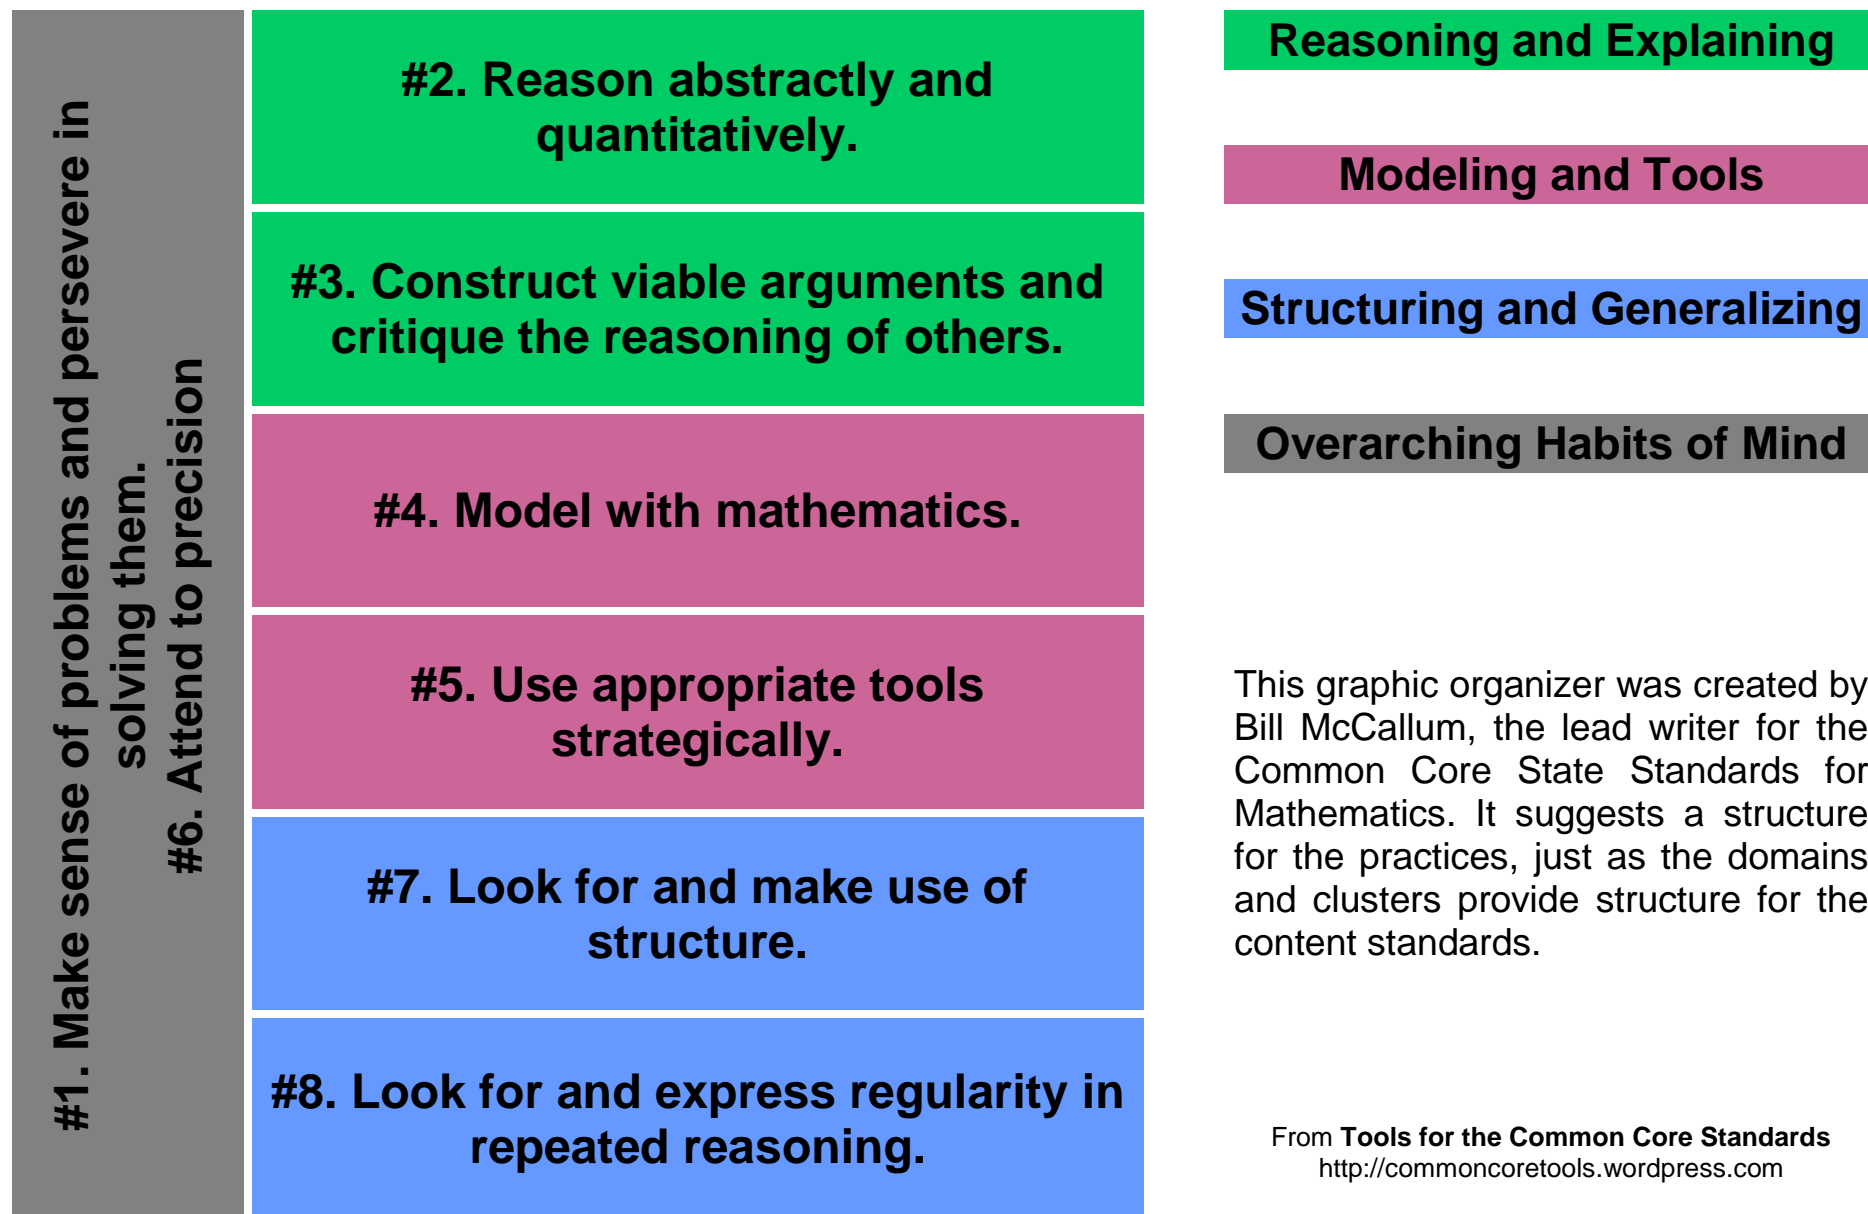 #1. Make sense of problems and persevere in
solving them.
#6. Attend to precision
#2. Reason abstractly and
quantitatively.
#3. Construct viable arguments and
critique the reasoning of others.
#4. Model with mathematics.
#5. Use appropriate tools
strategically.
#7. Look for and make use of
structure.
#8. Look for and express regularity in
repeated reasoning.
Reasoning and Explaining
Modeling and Tools
Structuring and Generalizing
Overarching Habits of Mind
This graphic organizer was created by
Bill McCallum, the lead writer for the
Common Core State Standards for
Mathematics. It suggests a structure
for the practices, just as the domains
and clusters provide structure for the
content standards.
From Tools for the Common Core Standards
http://commoncoretools.wordpress.com